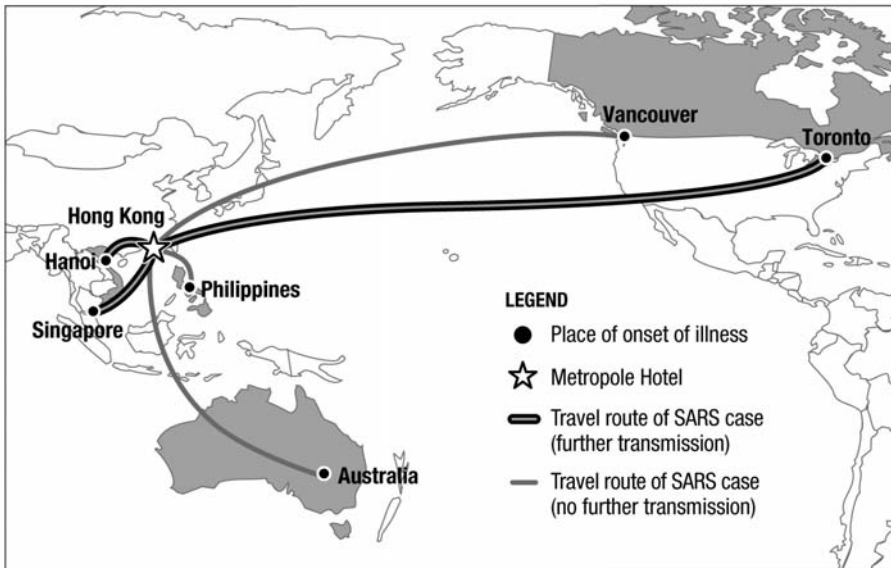 Vancouver
Toronto
Hong Kong
Hanoi
Philippines
Singapore
Australia
LEGEND
Place of onset of illness
Metropole Hotel
Travel route of SARS case
(further transmission)
Travel route of SARS case
(no further transmission)